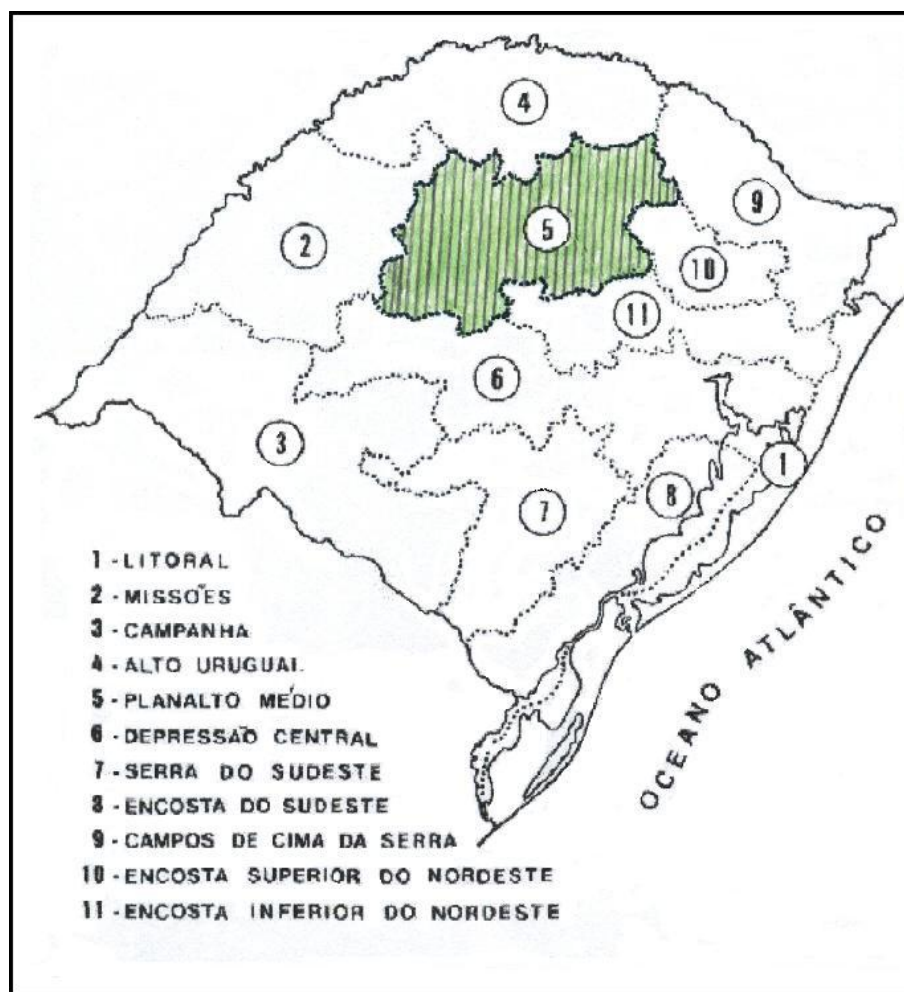 4
9
5
2
10
11
6
3
1
8
7
1 - LITORAL
2 - MISSÕES
3 - CAMPANHA
4 - ALTO URUGUAI.
5 - PLANALTO MÉDIO
6 - DEPRESSÃO CENTRAL
7 - SERRA DO SUDESTE
8 - ENCOSTA DO SUDESTE
9 - CAMPOS DE CIMA DA SERRA
10 - ENCOSTA SUPERIOR DO NORDESTE
11 - ENCOSTA INFERIOR DO NORDESTE
OCEANO ATLÂNTICO